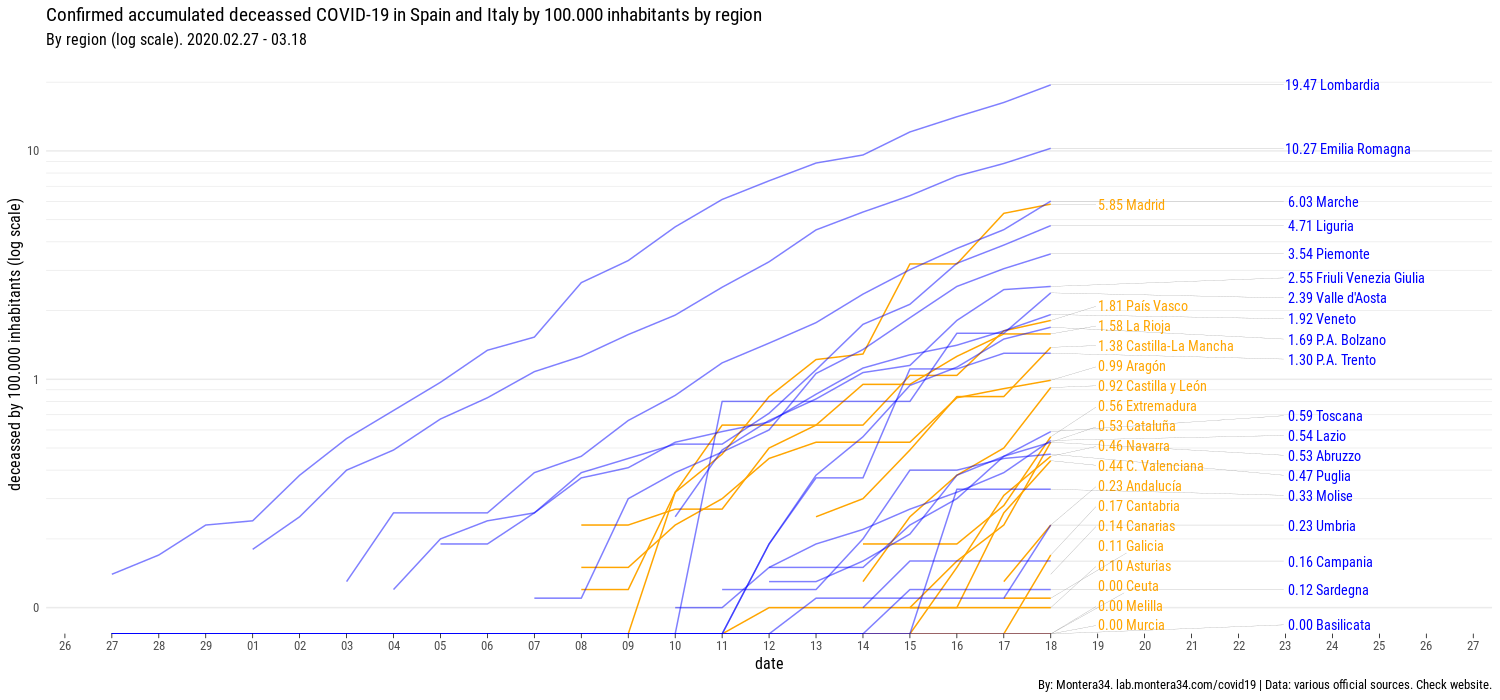 Confirmed accumulated deceassed COVID-19 in Spain and Italy by 100.000 inhabitants by region
By region (log scale). 2020.02.27 - 03.18
deceassed by 100.000 inhabitants (log scale)
10
1
0
19.47 Lombardia
10.27 Emilia Romagna
6.03 Marche
4.71 Liguria
3.54 Piemonte
2.55 Friuli Venezia Giulia
2.39 Valle d'Aosta
1.92 Veneto
1.69 P.A. Bolzano
1.30 P.A. Trento
0.59 Toscana
0.54 Lazio
0.53 Abruzzo
0.47 Puglia
0.33 Molise
0.23 Umbria
0.16 Campania
0.12 Sardegna
0.00 Basilicata
5.85 Madrid
1.81 País Vasco
1.58 La Rioja
1.38 Castilla-La Mancha
0.99 Aragón
0.92 Castilla y León
0.56 Extremadura
0.53 Cataluña
0.46 Navarra
0.44 C. Valenciana
0.23 Andalucía
0.17 Cantabria
0.14 Canarias
0.11 Galicia
0.10 Asturias
0.00 Ceuta
0.00 Melilla
0.00 Murcia
26 27 28 29 01 02 03 04 05 06 07 08 09 10 11 12 13 14 15 16 17 18 19 20 21 22 23 24 25 26 27
date
By: Montera34. lab.montera34.com/covid19 | Data: various official sources. Check website.